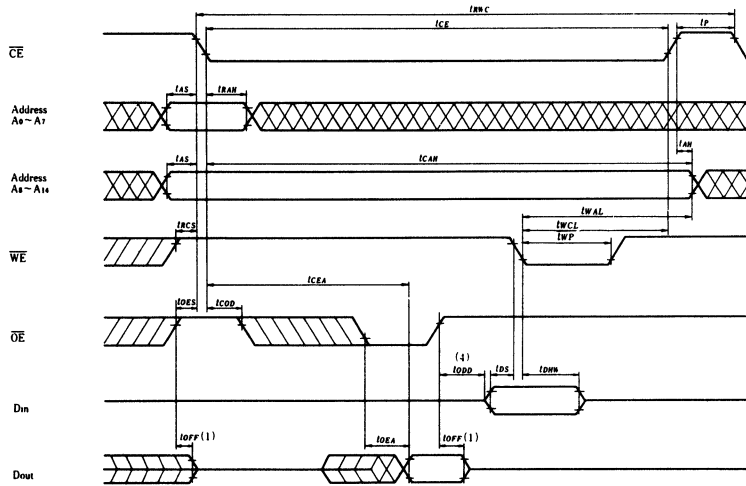 tRWC
tCE
tP
CE
tAS
tRAH
Address
A0~A7
tAH
tAS
tCAH
Address
A8~A14
tWAL
tRCS
tWCL
tWP
WE
tCEA
tOES
tCOD
OE
(4)
tODD
tDS
tDHW
Din
tOFF(1)
tOEA
tOFF(1)
Dout